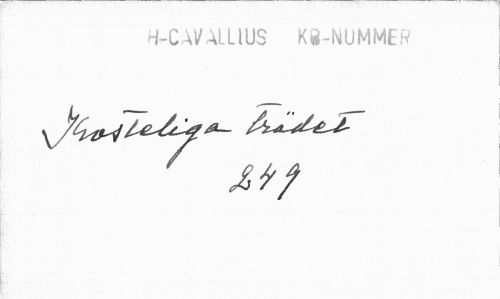 H-CAVALLIUS KB-NUMMER
Kosteliga trädet
249